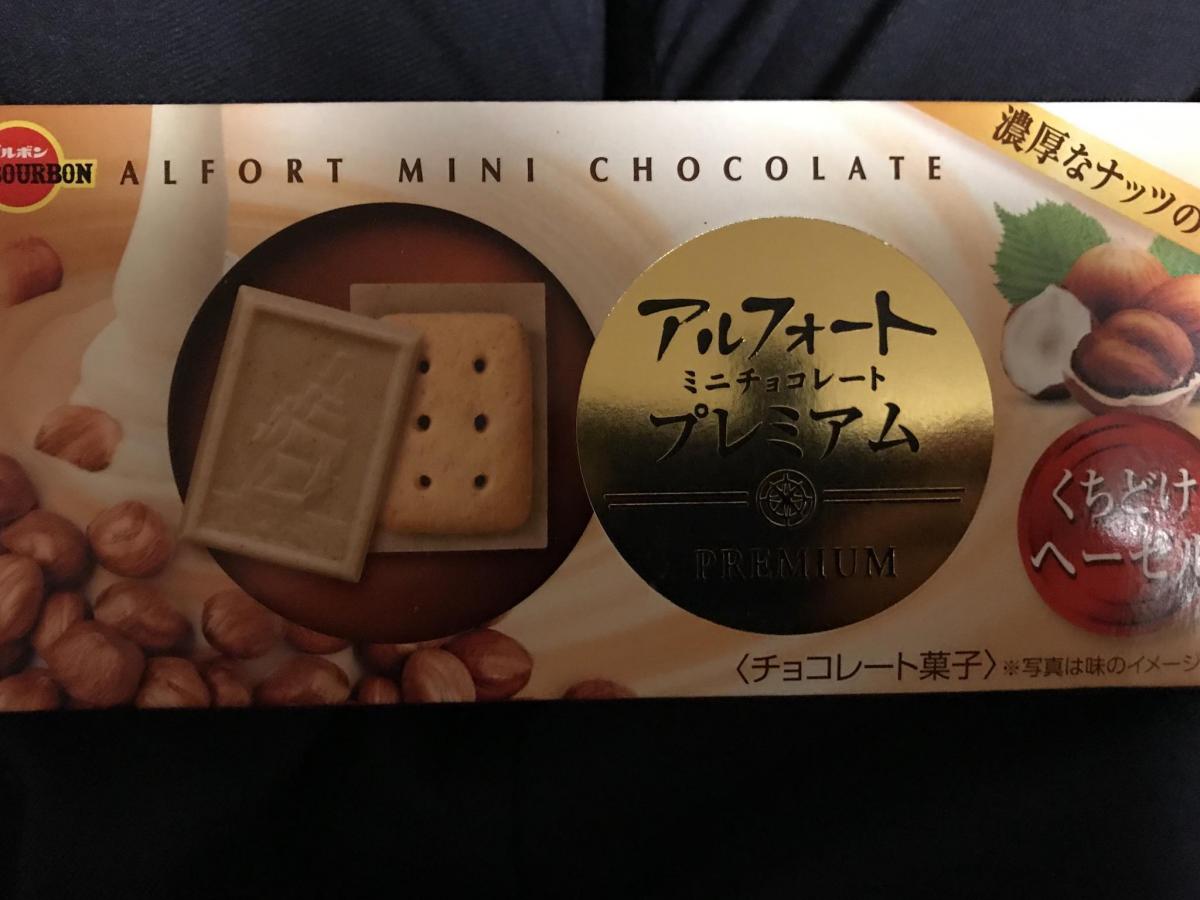 ルボン
BOURBON
ALFORT MINI CHOCOLATE
濃厚なナッツの
アルフォート
ミニチョコレート
プレミアム
PREMIUM
くちどけ
ヘーゼル
〈チョコレート菓子〉※写真は味のイメージ